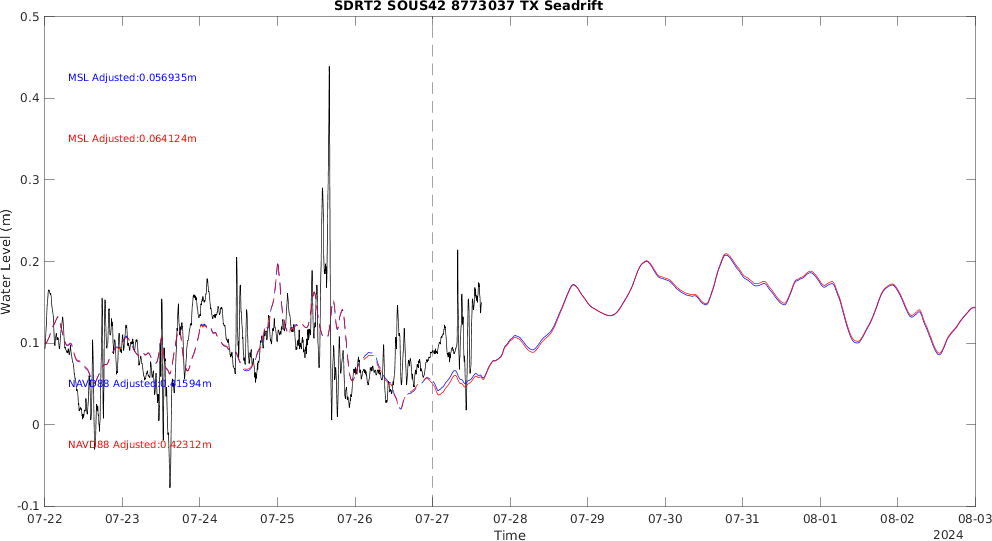 SDRT2 SOUS42 8773037 TX Seadrift
0.5
0.4
0.3
0.2
0.1
0
-0.1
Water Level (m)
MSL Adjusted:0.056935m
MSL Adjusted:0.064124m
NAVD88 Adjusted:0.41594m
NAVD88 Adjusted:0.42312m
07-22 07-23 07-24 07-25 07-26 07-27 07-28 07-29 07-30 07-31 08-01 08-02 08-03
Time
2024